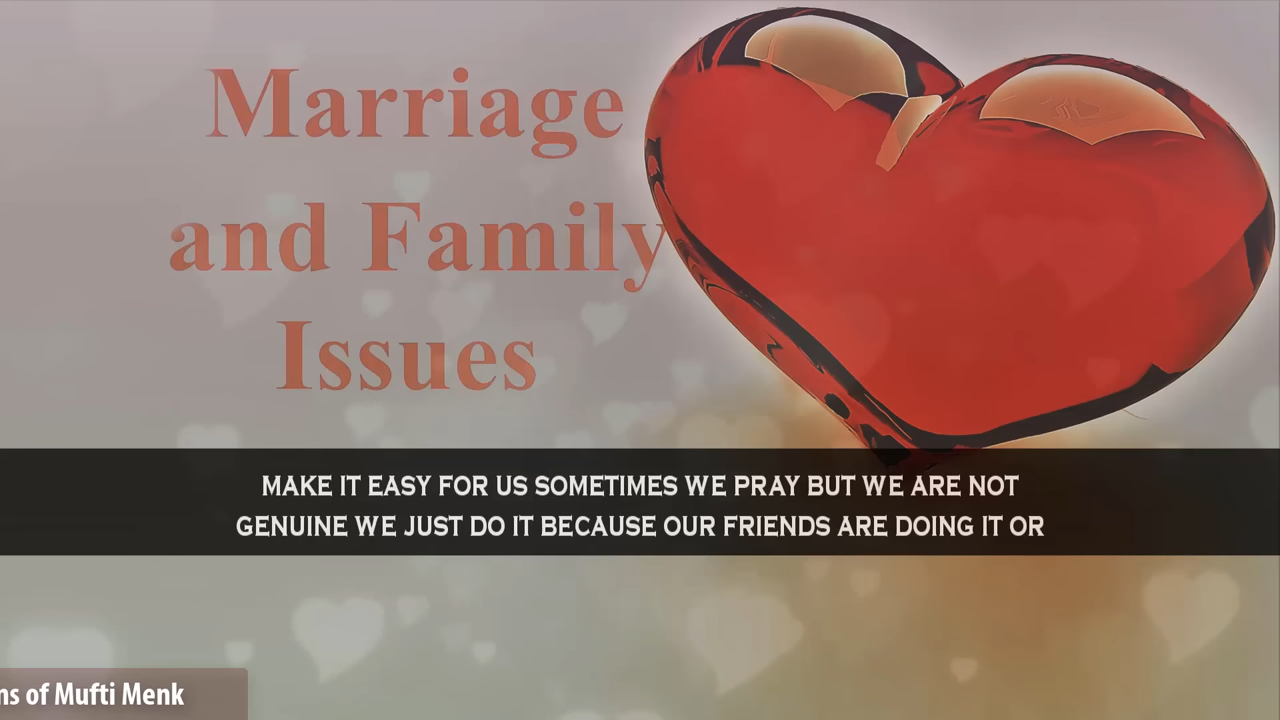 Marriage
and Family
Issues
MAKE IT EASY FOR US SOMETIMES WE PRAY BUT WE ARE NOT
GENUINE WE JUST DO IT BECAUSE OUR FRIENDS ARE DOING IT OR
ns of Mufti Menk